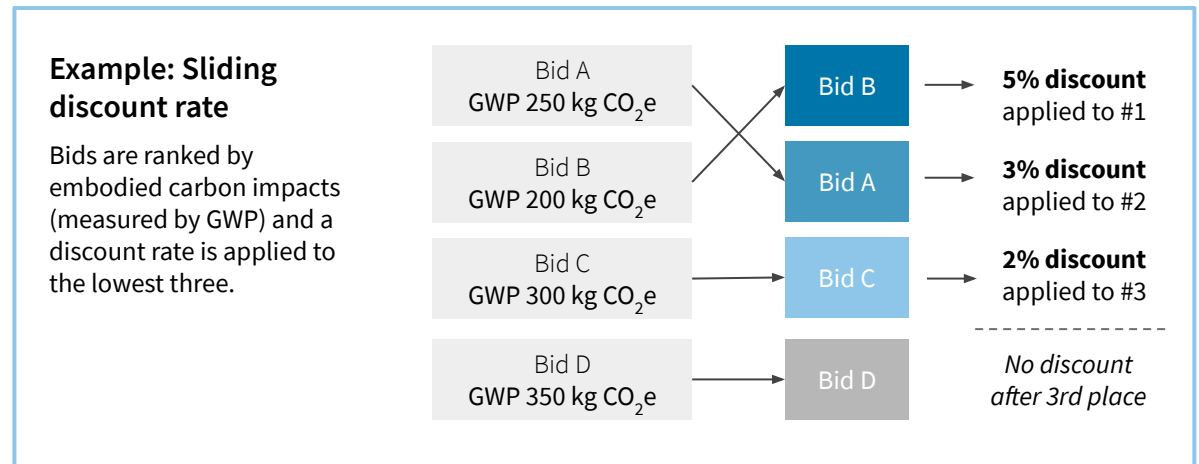 Example: Sliding
discount rate
Bids are ranked by
embodied carbon impacts
(measured by GWP) and a
discount rate is applied to
the lowest three.
Bid A
GWP 250 kg CO₂e
Bid B
GWP 200 kg CO₂e
Bid C
GWP 300 kg CO₂e
Bid D
GWP 350 kg CO₂e
Bid B
Bid A
Bid C
Bid D
5% discount
applied to #1
3% discount
applied to #2
2% discount
applied to #3
No discount
after 3rd place